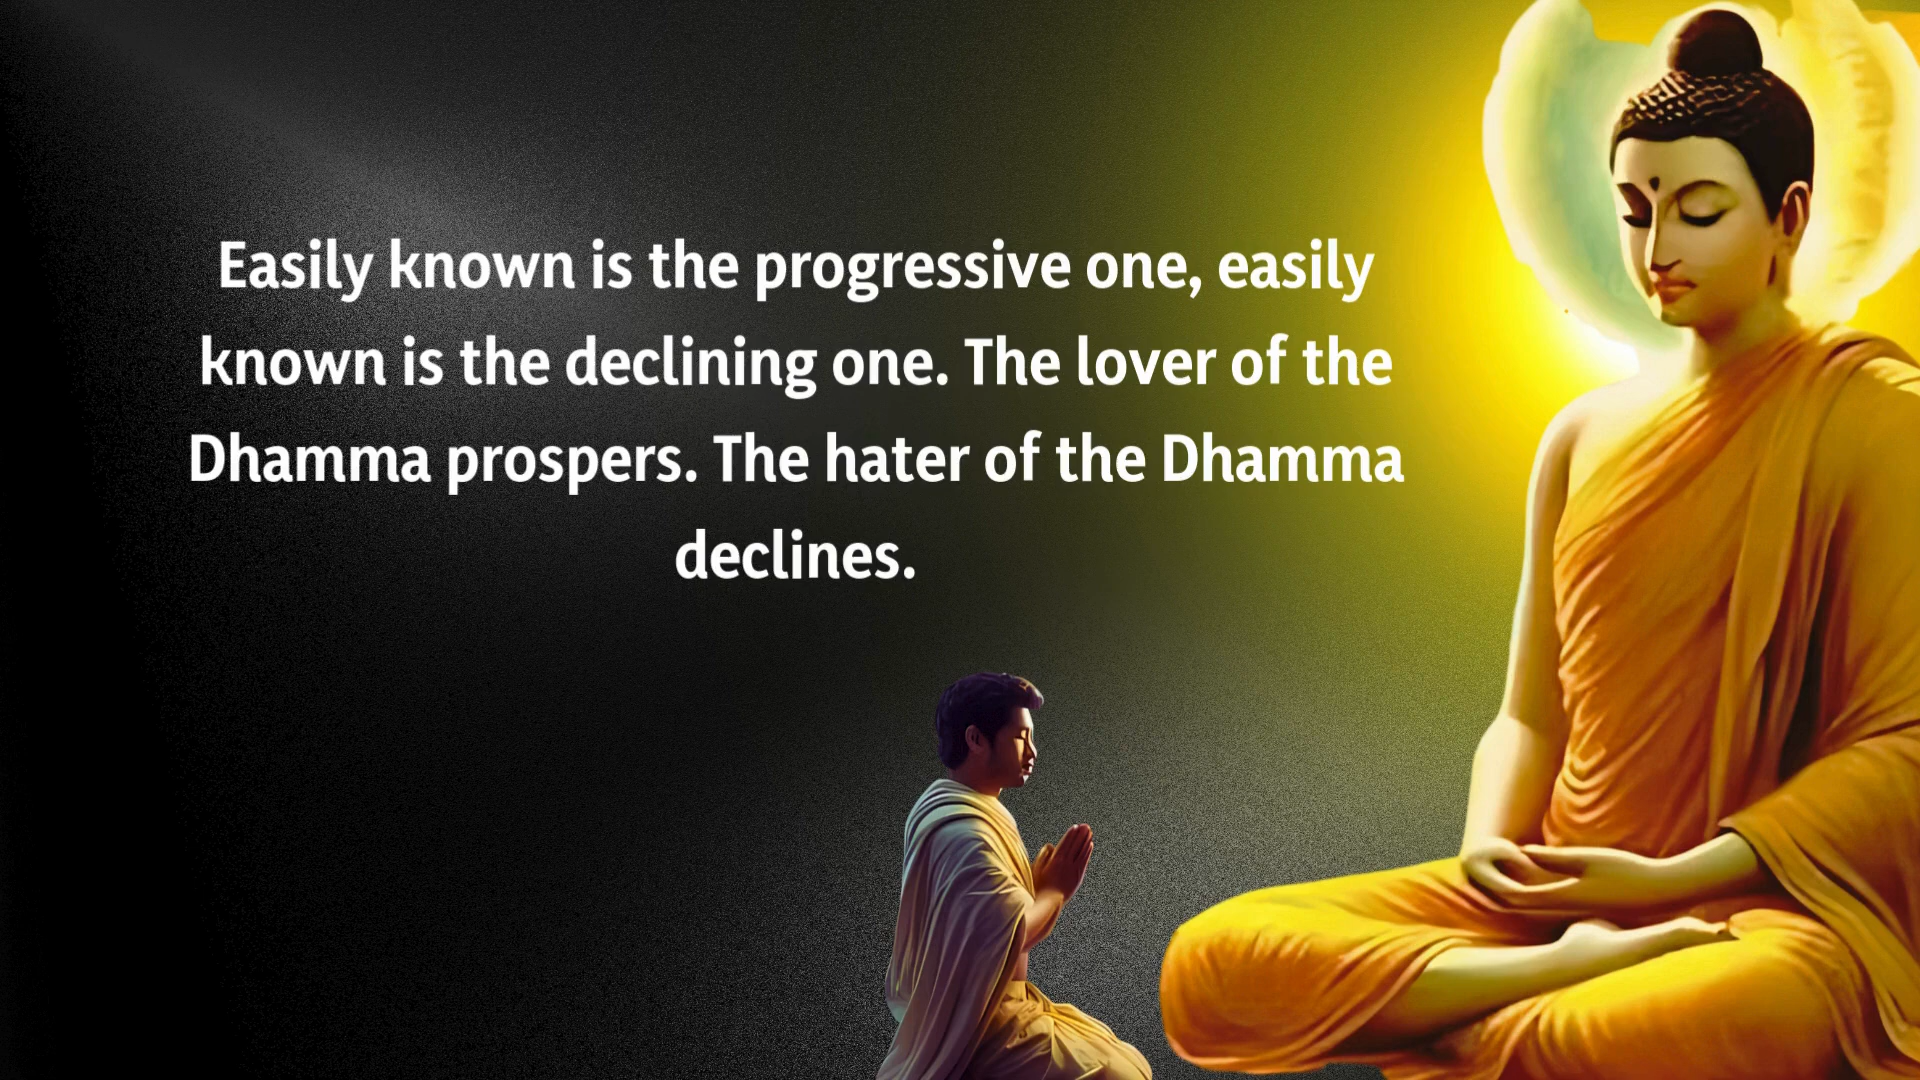 Easily known is the progressive one, easily
known is the declining one. The lover of the
Dhamma prospers. The hater of the Dhamma
declines.